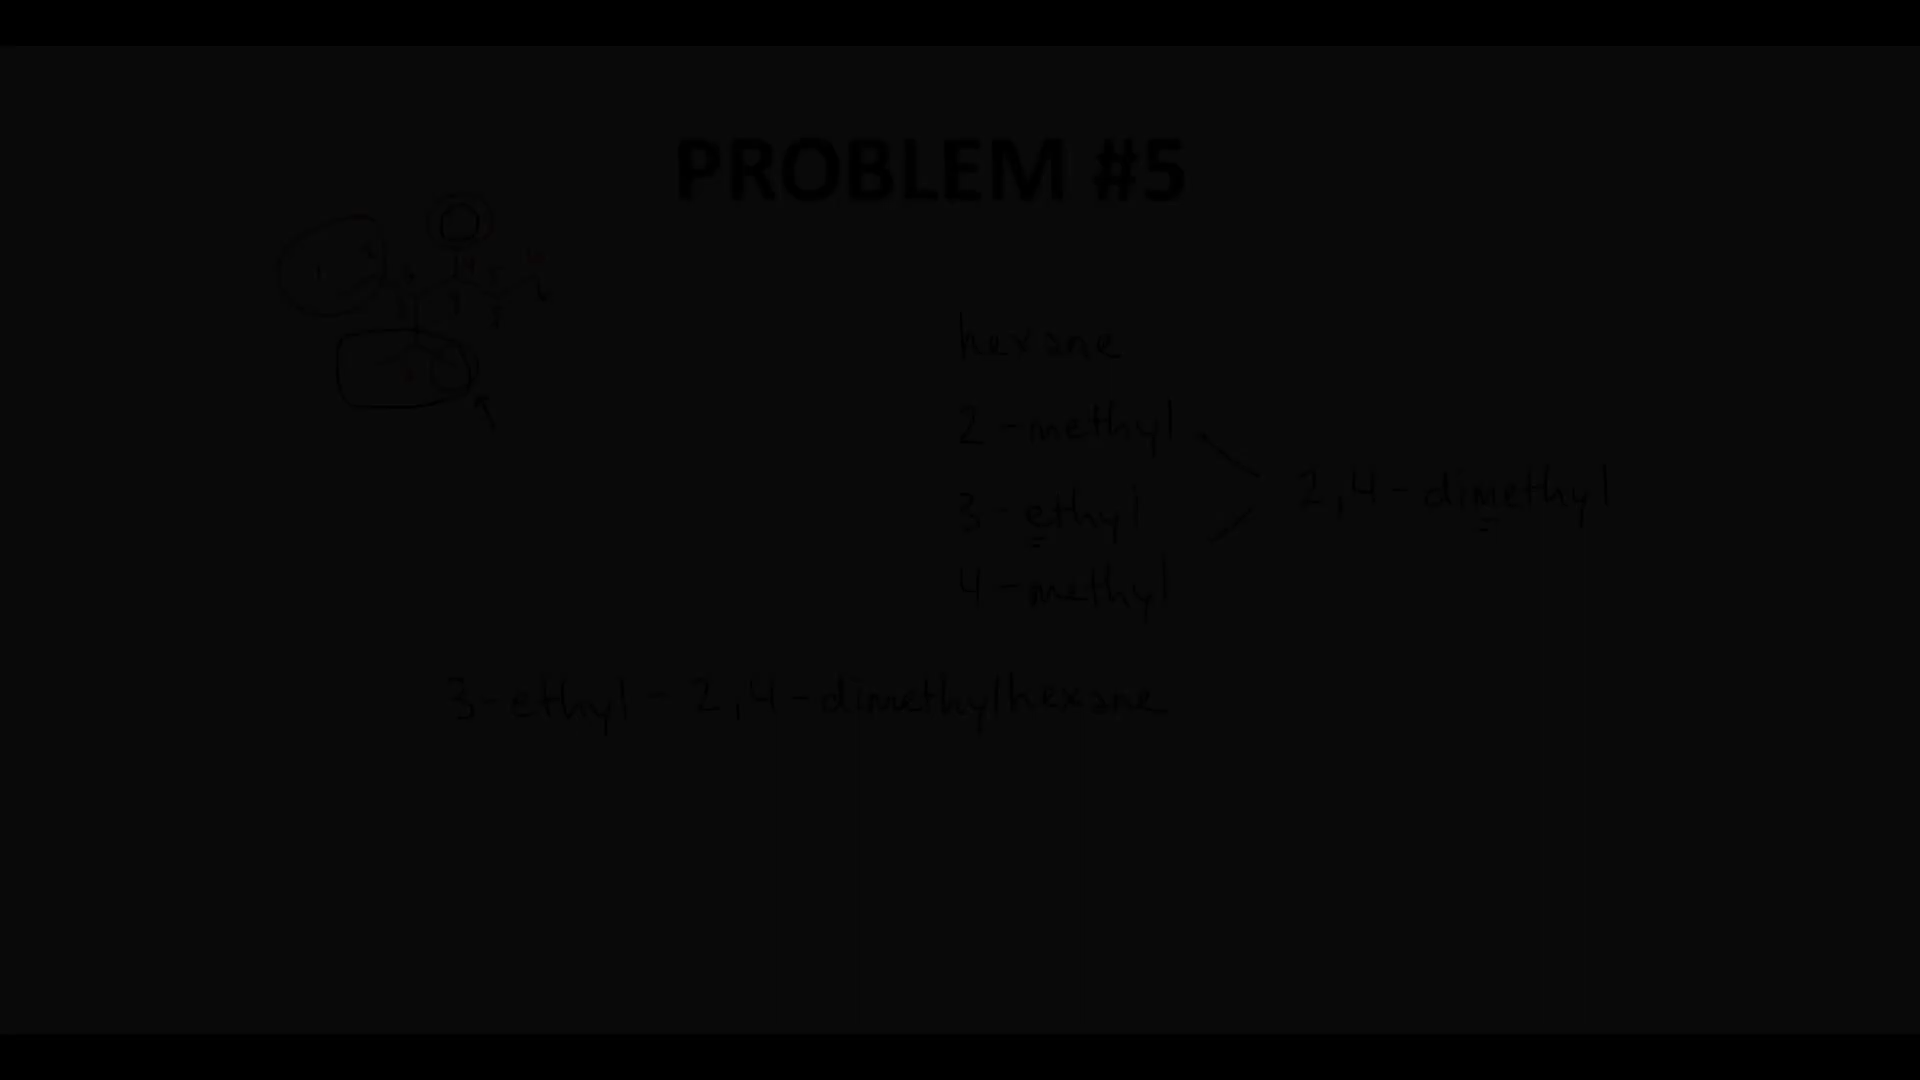 PROBLEM #5
hexane
2-methyl
3-ethyl
4-methyl
2,4-dimethyl
3-ethyl-2,4-dimethylhexane